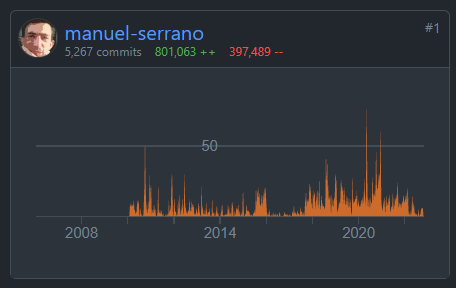 manuel-serrano
#1
5,267 commits 801,063 ++ 397,489 --
50
2008 2014 2020